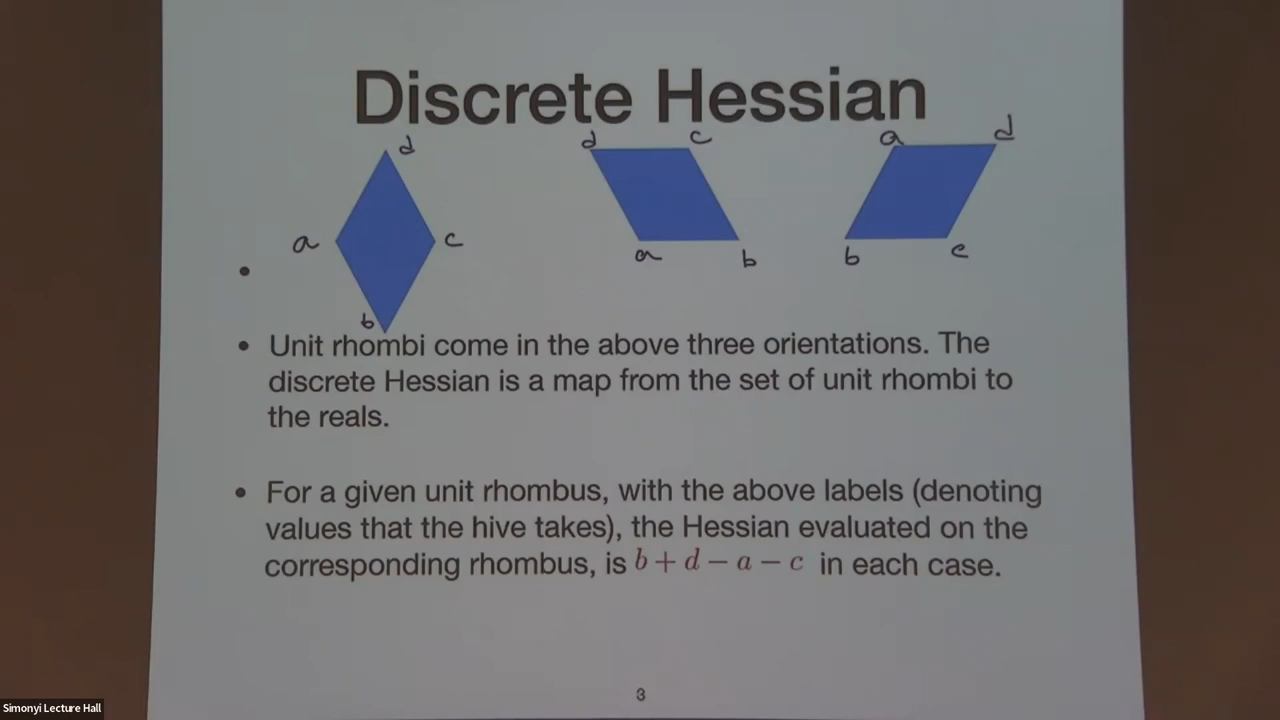 Discrete Hessian
d
d
c
a
d
a
c
b
a
b
b
c
• Unit rhombi come in the above three orientations. The
discrete Hessian is a map from the set of unit rhombi to
the reals.
• For a given unit rhombus, with the above labels (denoting
values that the hive takes), the Hessian evaluated on the
corresponding rhombus, is b + d − a − c in each case.
3
Simonyi Lecture Hall